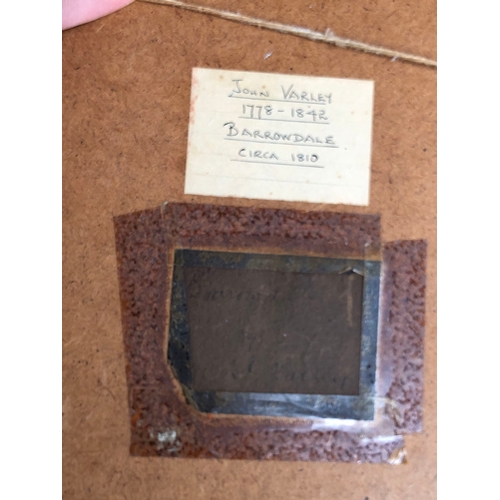 JOHN VARLEY
1778-1842
BARROWDALE
CIRCA 1810